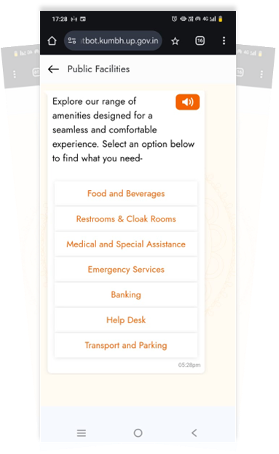 17:28
4G
:tbot.kumbh.up.gov.in
16
Public Facilities
Explore our range of
amenities designed for a
seamless and comfortable
experience. Select an option below
to find what you need-
Food and Beverages
Restrooms & Cloak Rooms
Medical and Special Assistance
Emergency Services
Banking
Help Desk
Transport and Parking
05:28pm